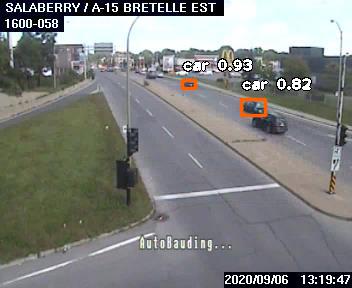 SALABERRY / A-15 BRETELLE EST
1600-058
car 0.93
car 0.82
AutoBauding...
2020/09/06 13:19:47